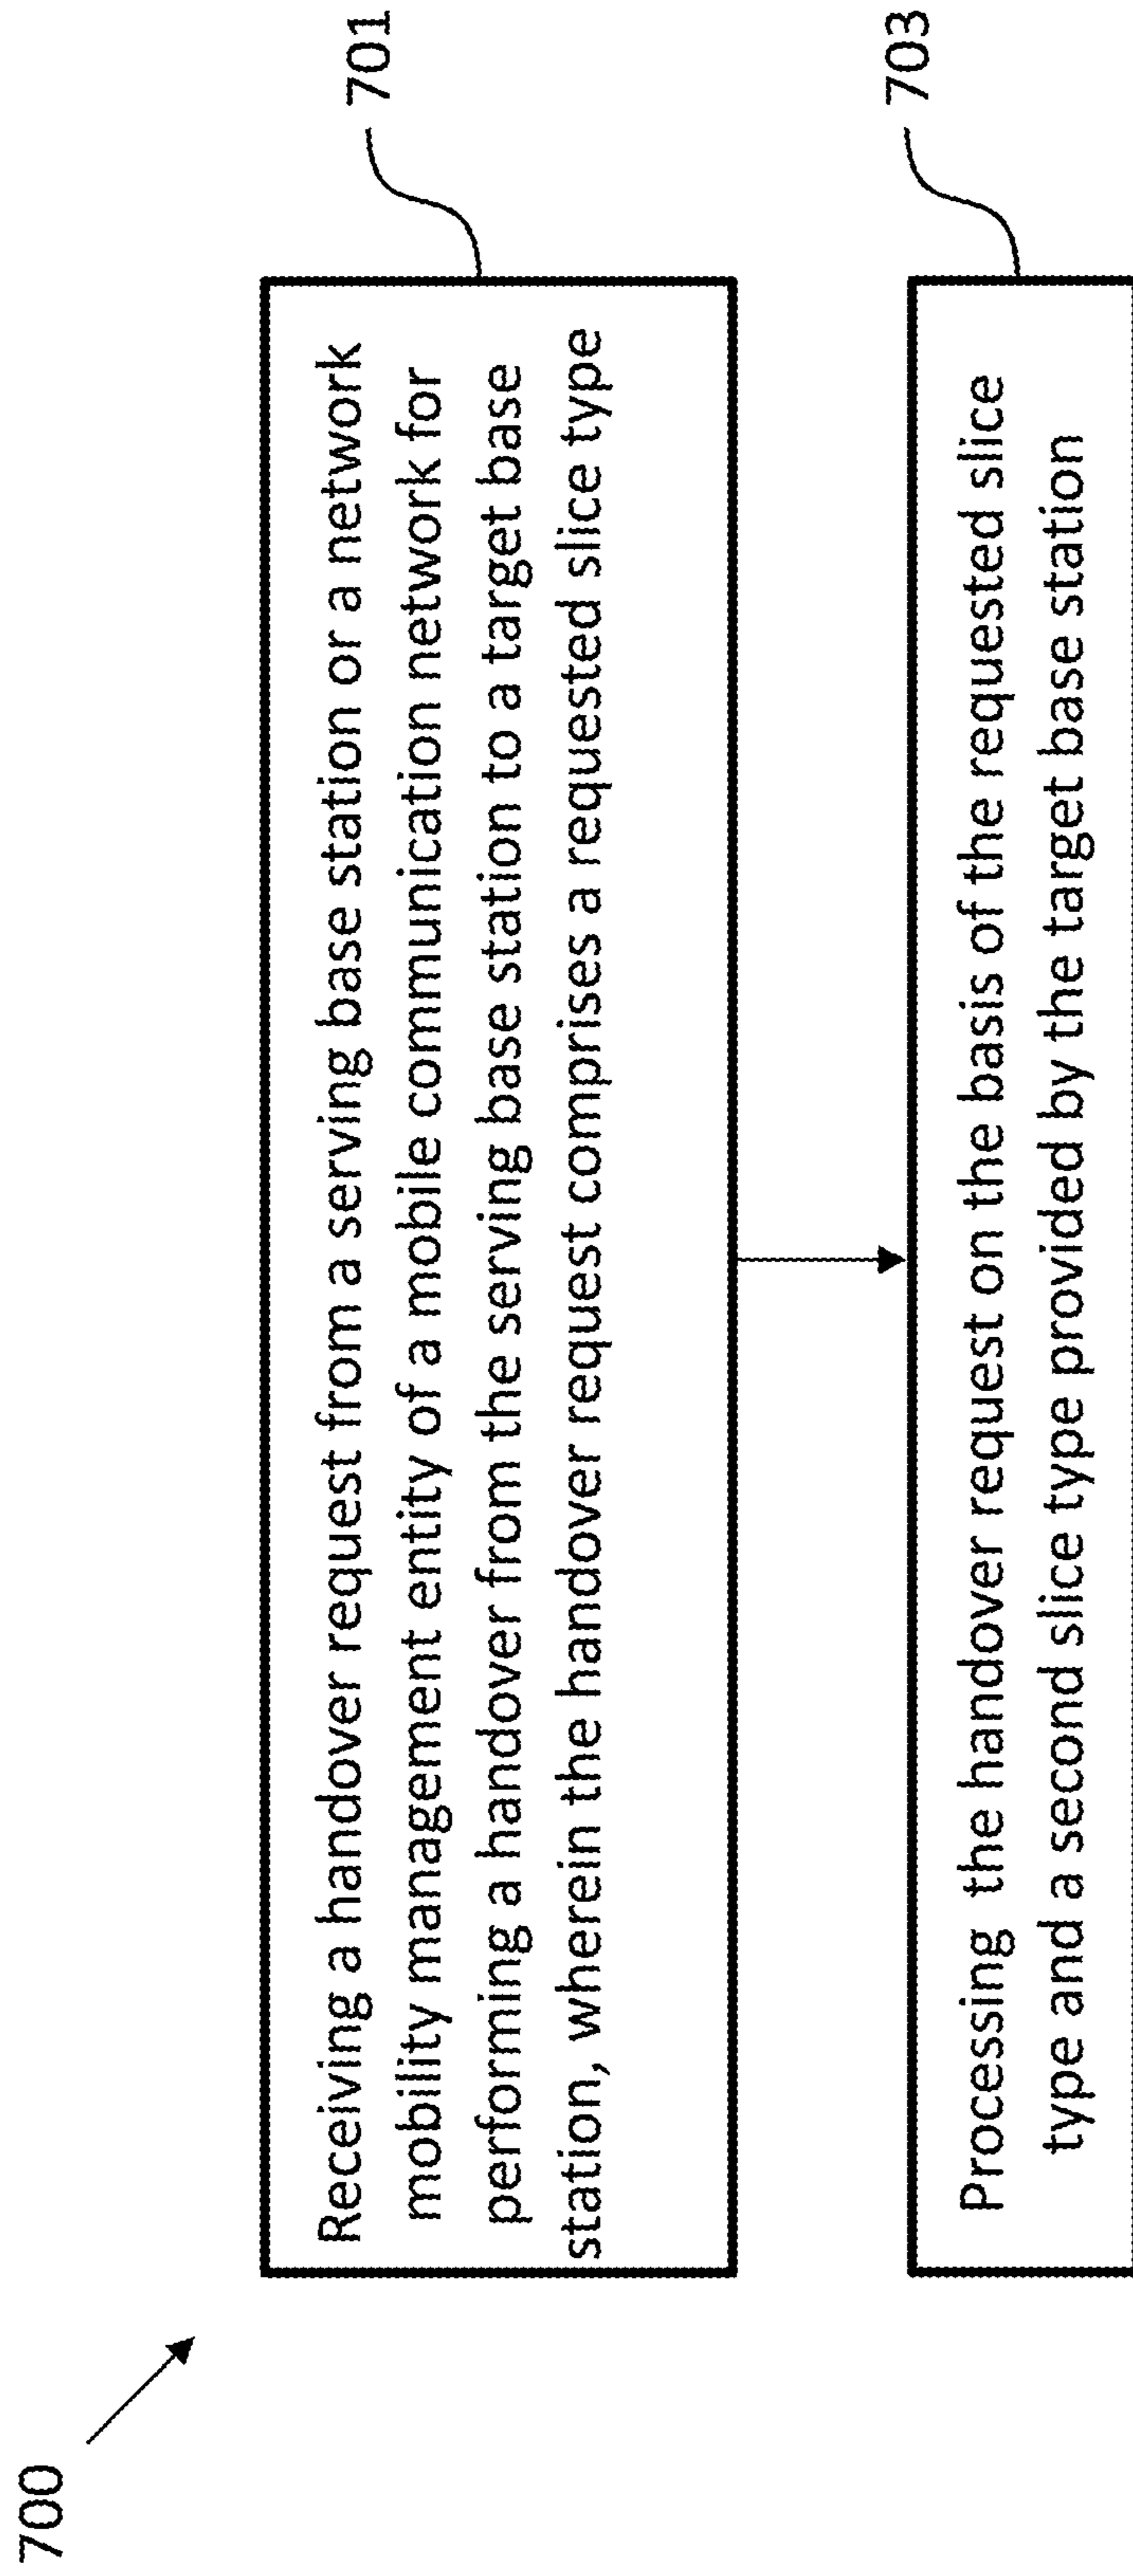 700
Receiving a handover request from a serving base station or a network
mobility management entity of a mobile communication network for
performing a handover from the serving base station to a target base
station, wherein the handover request comprises a requested slice type
701
Processing the handover request on the basis of the requested slice
type and a second slice type provided by the target base station
703